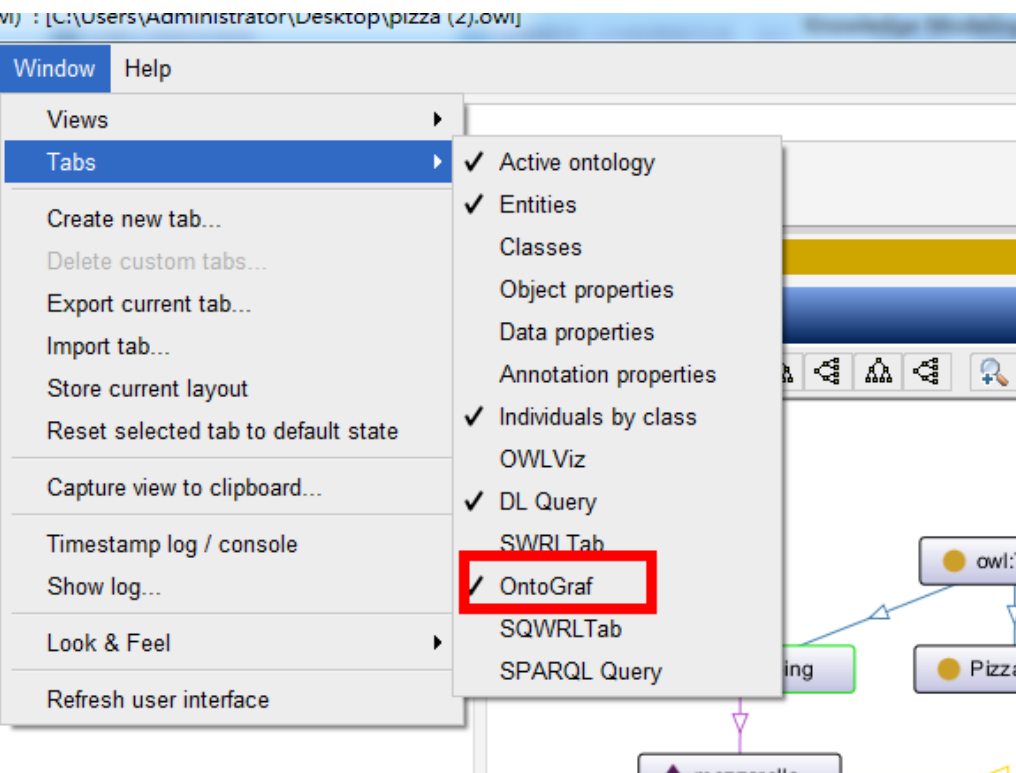 wl) : [C:\Users\Administrator\Desktop\pizza (2).owl]
Window Help
Views
Tabs
Create new tab...
Delete custom tabs...
Export current tab...
Import tab...
Store current layout
Reset selected tab to default state
Capture view to clipboard...
Timestamp log / console
Show log...
Look & Feel
Refresh user interface
Active ontology
Entities
Classes
Object properties
Data properties
Annotation properties
Individuals by class
OWLViz
DL Query
SWRLTab
OntoGraf
SQWRLTab
SPARQL Query
owl:
ing
Pizza
mozzarella